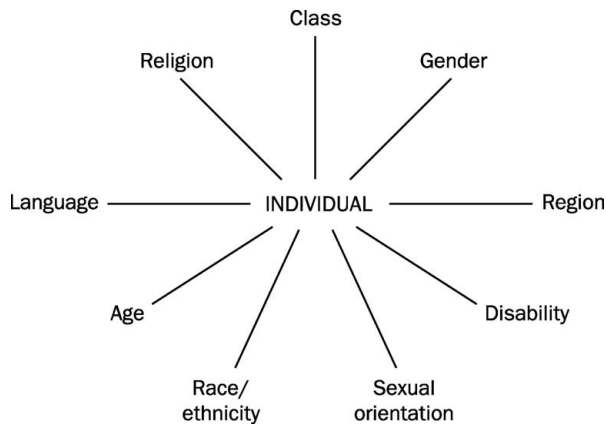 Class
Religion
Gender
Language
INDIVIDUAL
Region
Age
Disability
Race/
ethnicity
Sexual
orientation